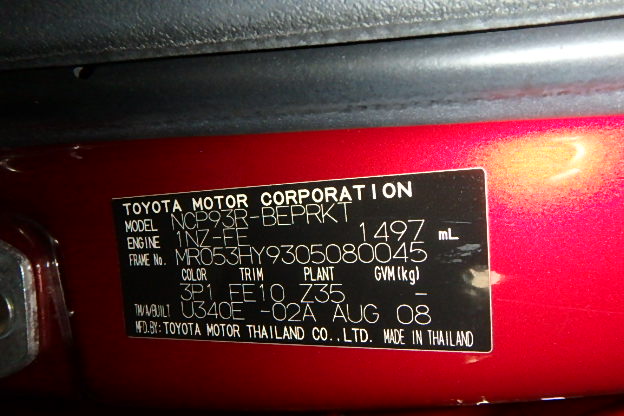 TOYOTA MOTOR CORPORATION
MODEL NCP93R-BEPRKT
ENGINE 1NZ-FE 1497 mL
FRAME No. MR053HY9305080045
COLOR TRIM PLANT GVM(kg)
3P1 FE10 Z35 -
TM/A/BUILT U340E -02A AUG 08
MFD.BY: TOYOTA MOTOR THAILAND CO.,LTD. MADE IN THAILAND